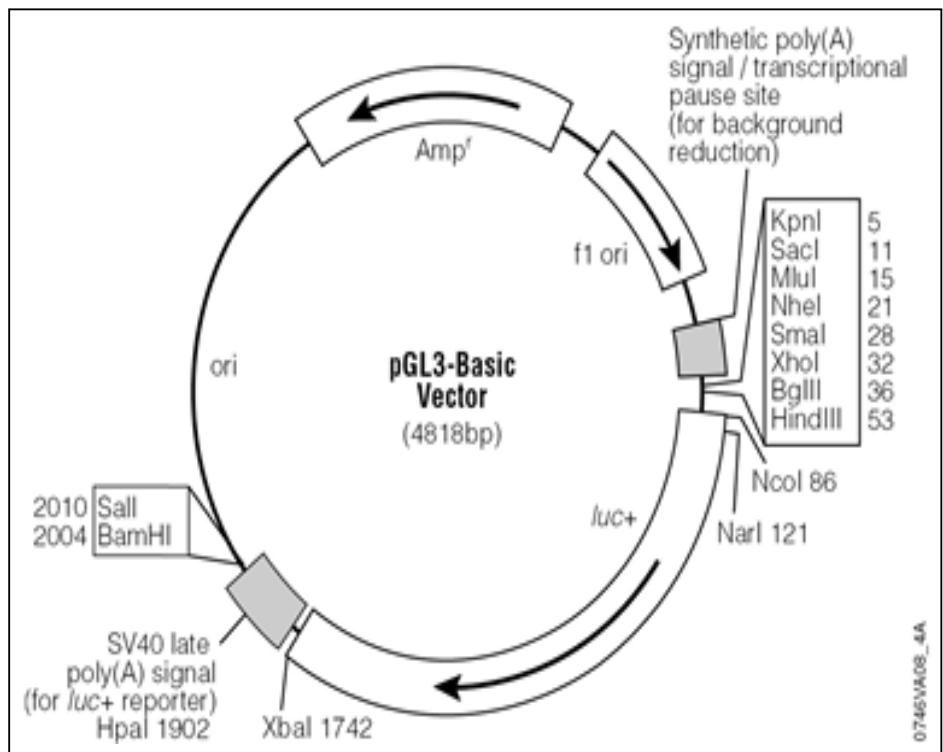 Synthetic poly(A)
signal / transcriptional
pause site
(for background
reduction)
Ampʳ
f1 ori
KpnI 5
SacI 11
MluI 15
NheI 21
SmaI 28
XhoI 32
BglII 36
HindIII 53
ori
pGL3-Basic
Vector
(4818bp)
NcoI 86
NarI 121
luc+
2010 SalI
2004 BamHI
SV40 late
poly(A) signal
(for luc+ reporter)
HpaI 1902
XbaI 1742
0746VA08_4A